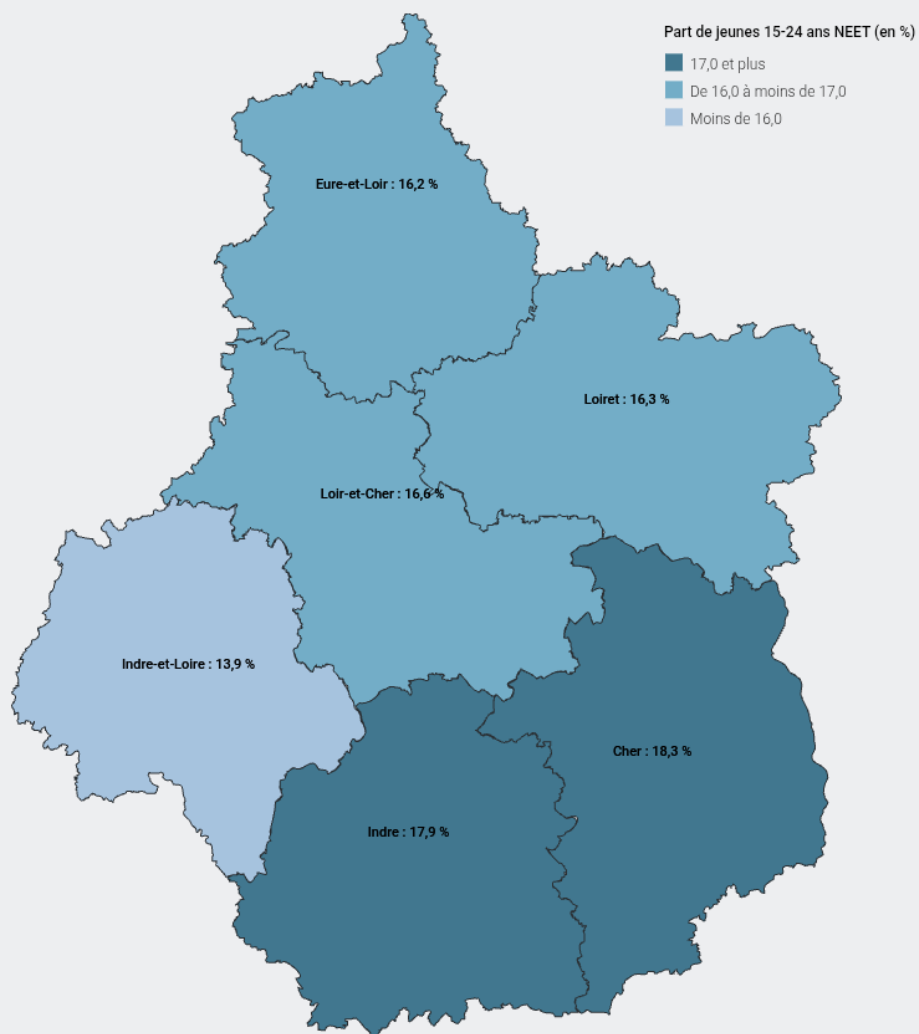 Part de jeunes 15-24 ans NEET (en %)
17,0 et plus
De 16,0 à moins de 17,0
Moins de 16,0
Eure-et-Loir : 16,2 %
Loiret : 16,3 %
Loir-et-Cher : 16,6 %
Indre-et-Loire : 13,9 %
Cher : 18,3 %
Indre : 17,9 %